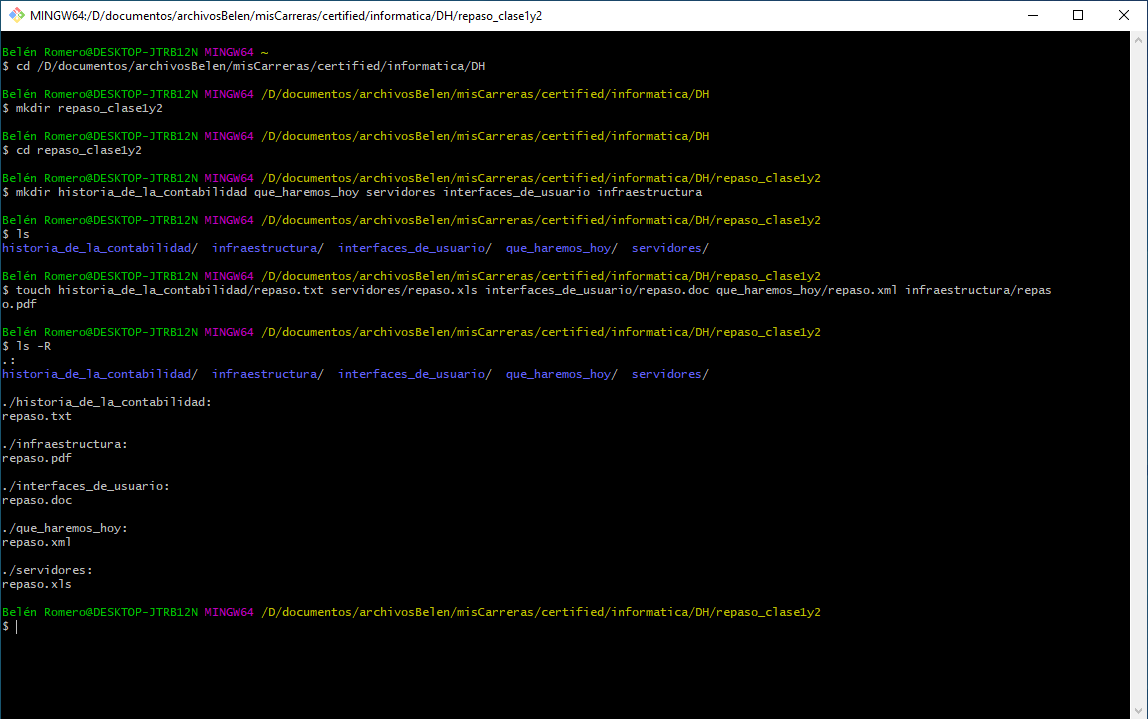 MINGW64:/D/documentos/archivosBelen/misCarreras/certified/informatica/DH/repaso_clase1y2
Belén Romero@DESKTOP-JTRB12N MINGW64 ~
$ cd /D/documentos/archivosBelen/misCarreras/certified/informatica/DH
Belén Romero@DESKTOP-JTRB12N MINGW64 /D/documentos/archivosBelen/misCarreras/certified/informatica/DH
$ mkdir repaso_clase1y2
Belén Romero@DESKTOP-JTRB12N MINGW64 /D/documentos/archivosBelen/misCarreras/certified/informatica/DH
$ cd repaso_clase1y2
Belén Romero@DESKTOP-JTRB12N MINGW64 /D/documentos/archivosBelen/misCarreras/certified/informatica/DH/repaso_clase1y2
$ mkdir historia_de_la_contabilidad que_haremos_hoy servidores interfaces_de_usuario infraestructura
Belén Romero@DESKTOP-JTRB12N MINGW64 /D/documentos/archivosBelen/misCarreras/certified/informatica/DH/repaso_clase1y2
$ ls
historia_de_la_contabilidad/  infraestructura/  interfaces_de_usuario/  que_haremos_hoy/  servidores/
Belén Romero@DESKTOP-JTRB12N MINGW64 /D/documentos/archivosBelen/misCarreras/certified/informatica/DH/repaso_clase1y2
$ touch historia_de_la_contabilidad/repaso.txt servidores/repaso.xls interfaces_de_usuario/repaso.doc que_haremos_hoy/repaso.xml infraestructura/repas
o.pdf
Belén Romero@DESKTOP-JTRB12N MINGW64 /D/documentos/archivosBelen/misCarreras/certified/informatica/DH/repaso_clase1y2
$ ls -R
.:
historia_de_la_contabilidad/  infraestructura/  interfaces_de_usuario/  que_haremos_hoy/  servidores/
./historia_de_la_contabilidad:
repaso.txt
./infraestructura:
repaso.pdf
./interfaces_de_usuario:
repaso.doc
./que_haremos_hoy:
repaso.xml
./servidores:
repaso.xls
Belén Romero@DESKTOP-JTRB12N MINGW64 /D/documentos/archivosBelen/misCarreras/certified/informatica/DH/repaso_clase1y2
$